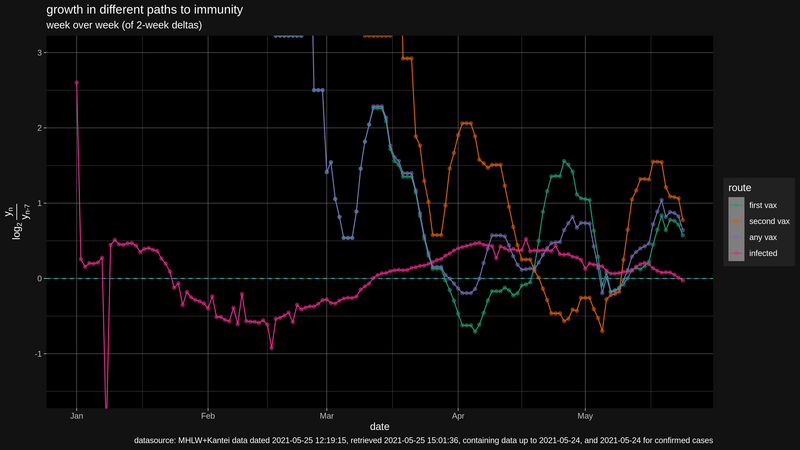 growth in different paths to immunity
week over week (of 2-week deltas)
3
2
1
0
-1
log2 yn / yn-7
Jan Feb Mar Apr May
date
route
first vax
second vax
any vax
infected
datasource: MHLW+Kantei data dated 2021-05-25 12:19:15, retrieved 2021-05-25 15:01:36, containing data up to 2021-05-24, and 2021-05-24 for confirmed cases